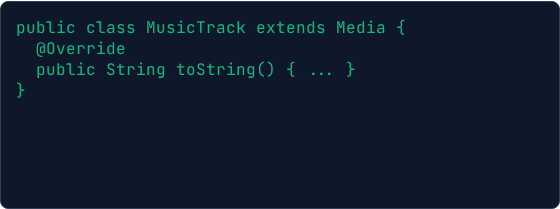 public class MusicTrack extends Media {
  @Override
  public String toString() { ... }
}